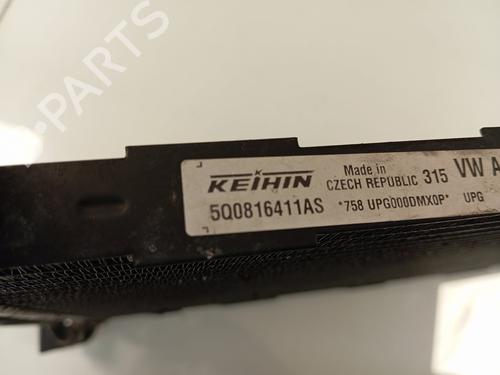 KEIHIN
Made in
CZECH REPUBLIC 315 VW A
5Q0816411AS
*758 UPG000DMX0P* UPG
B-PARTS